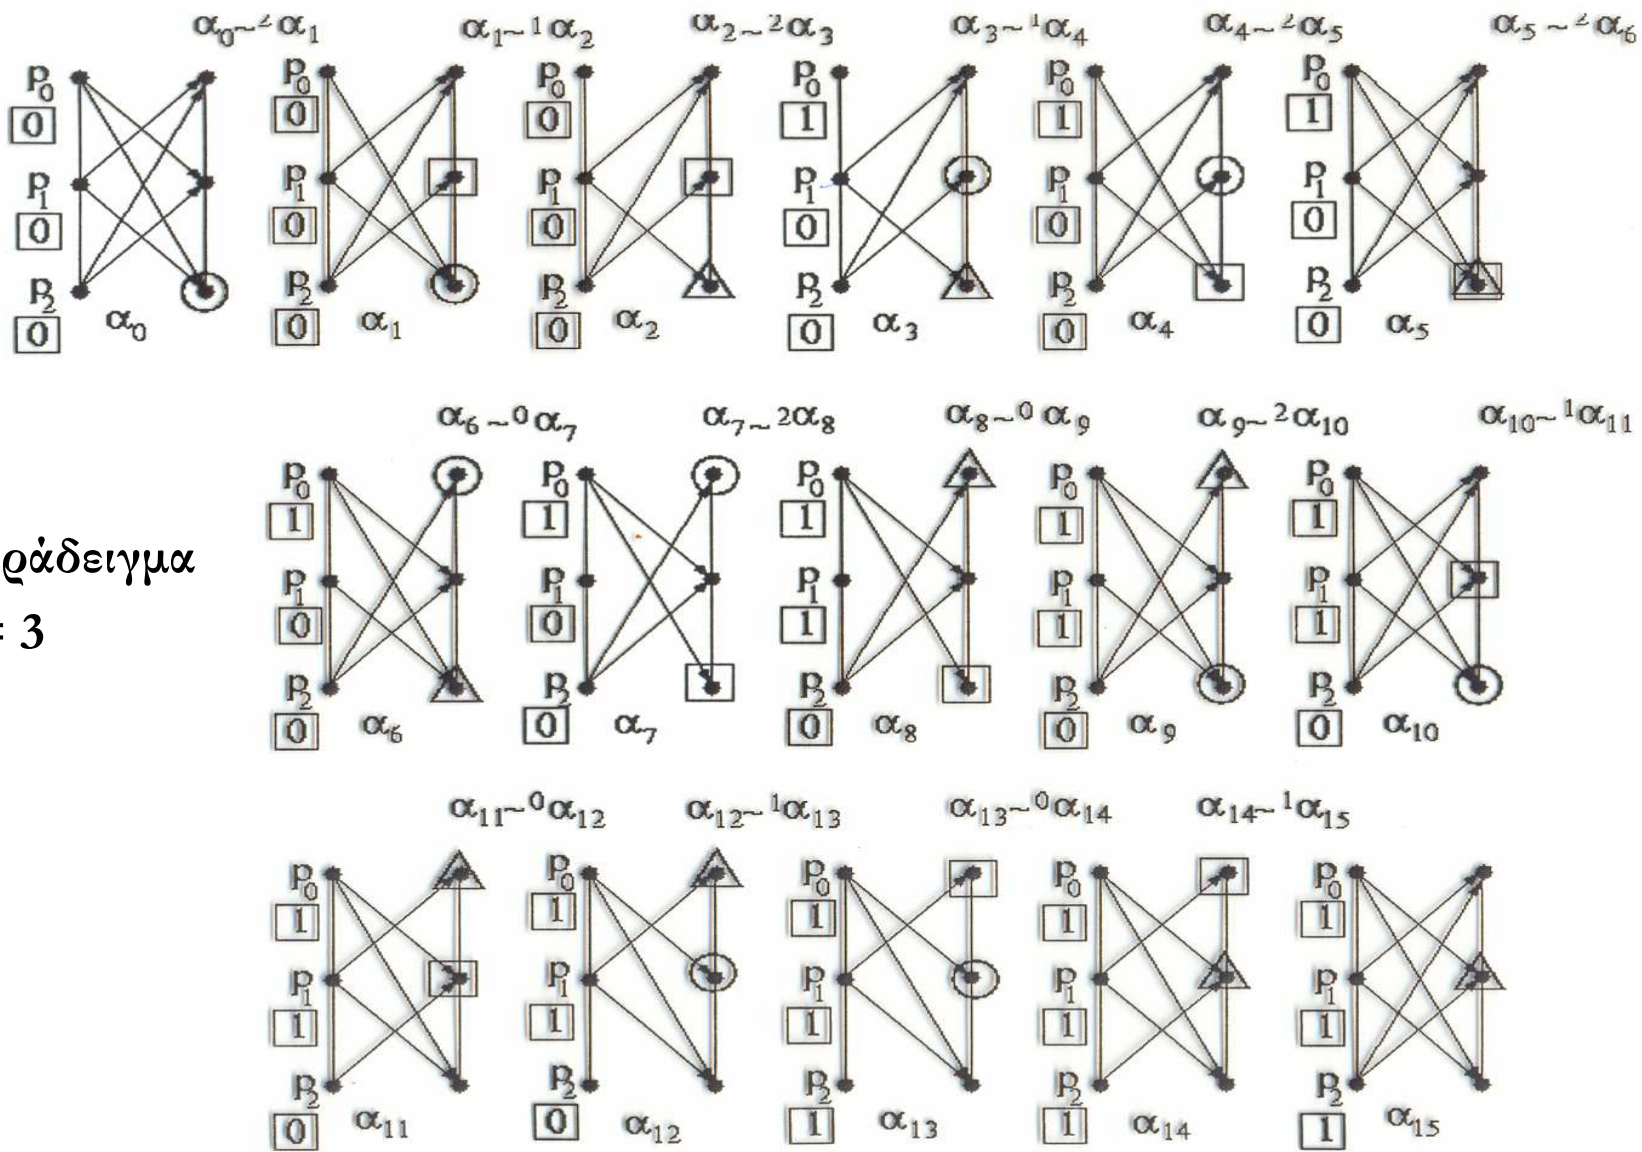 α₀~²α₁ α₁~¹α₂ α₂~²α₃ α₃~¹α₄ α₄~²α₅ α₅~²α₆
p₀ p₀ p₀ p₀ p₀ p₀
0 0 0 1 1 1
p₁ p₁ p₁ p₁ p₁ p₁
0 0 0 0 0 0
p₂ p₂ p₂ p₂ p₂ p₂
0 0 0 0 0 0
α₀ α₁ α₂ α₃ α₄ α₅
α₆~⁰α₇ α₇~²α₈ α₈~⁰α₉ α₉~²α₁₀ α₁₀~¹α₁₁
p₀ p₀ p₀ p₀ p₀
1 1 1 1 1
ράδειγμα
p₁ p₁ p₁ p₁ p₁
= 3
0 0 1 1 1
p₂ p₂ p₂ p₂ p₂
0 0 0 0 0
α₆ α₇ α₈ α₉ α₁₀
α₁₁~⁰α₁₂ α₁₂~¹α₁₃ α₁₃~⁰α₁₄ α₁₄~¹α₁₅
p₀ p₀ p₀ p₀ p₀
1 1 1 1 1
p₁ p₁ p₁ p₁ p₁
1 1 1 1 1
p₂ p₂ p₂ p₂ p₂
0 0 1 1 1
α₁₁ α₁₂ α₁₃ α₁₄ α₁₅